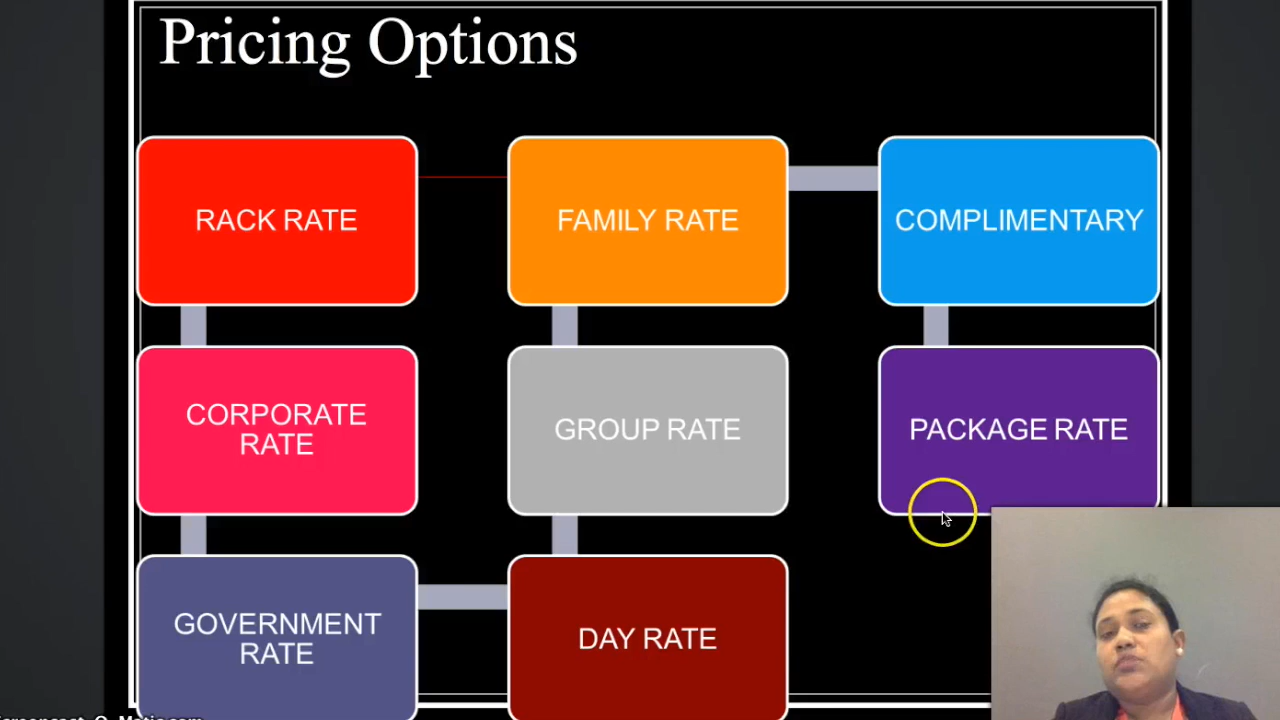 Pricing Options
RACK RATE
FAMILY RATE
COMPLIMENTARY
CORPORATE
RATE
GROUP RATE
PACKAGE RATE
GOVERNMENT
RATE
DAY RATE